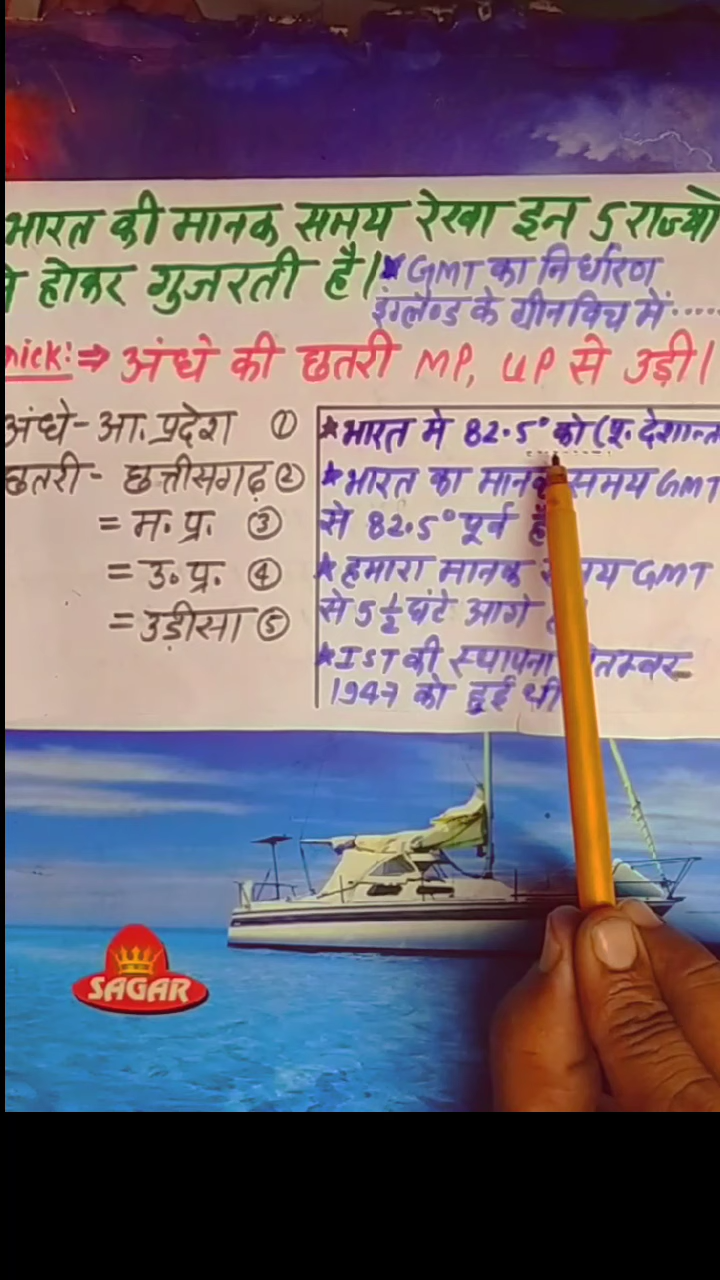 भारत की मानक समय रेखा इन 5 राज्यों
होकर गुजरती है।
*GMT का निर्धारण
इंग्लैण्ड के ग्रीनविच में.....
⇒ अंधे की छतरी MP, UP से उड़ी।
अंधे- आ. प्रदेश ①
छतरी- छत्तीसगढ़ ②
= म. प्र. ③
= उ. प्र. ④
= उड़ीसा ⑤
*भारत मे 82.5° को (पू. देशान्त
*भारत का मानक समय GMT
से 82.5° पूर्व
*हमारा मानक समय GMT
से 5½ घंटे आगे
*IST की स्थापना
1947 को हुई थी
SAGAR